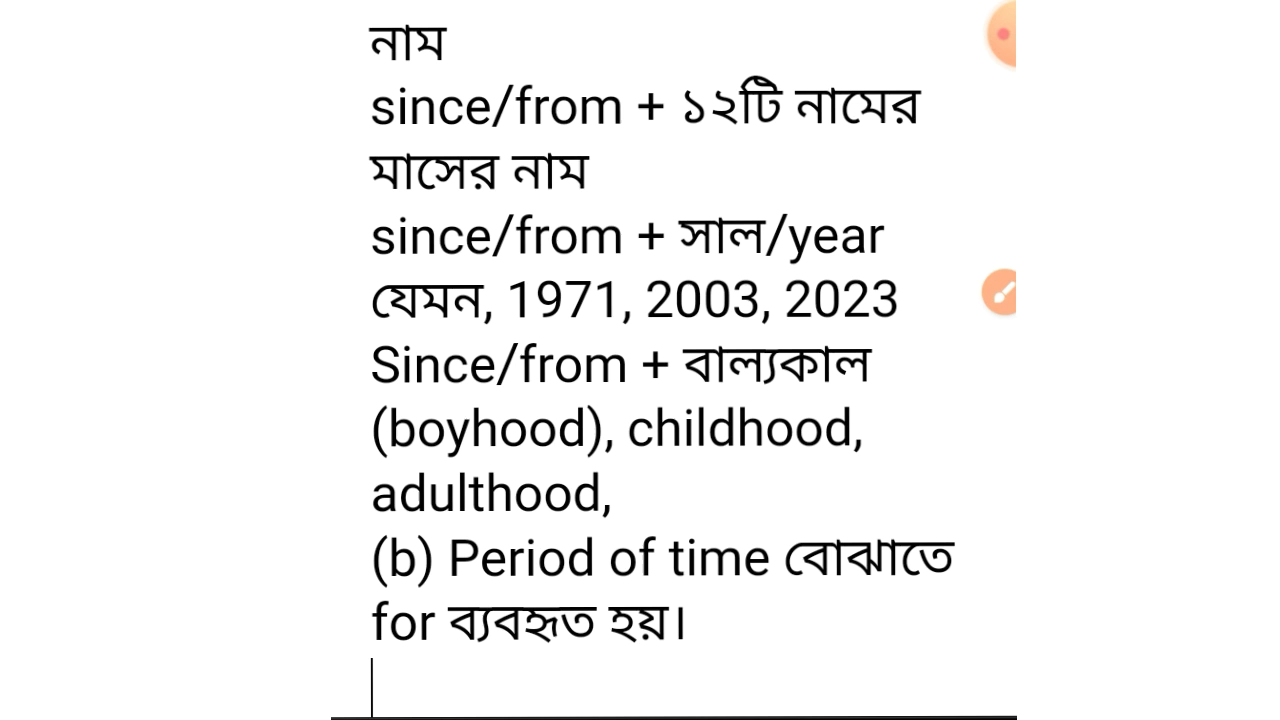 নাম
since/from + ১২টি নামের
মাসের নাম
since/from + সাল/year
যেমন, 1971, 2003, 2023
Since/from + বাল্যকাল
(boyhood), childhood,
adulthood,
(b) Period of time বোঝাতে
for ব্যবহৃত হয়।